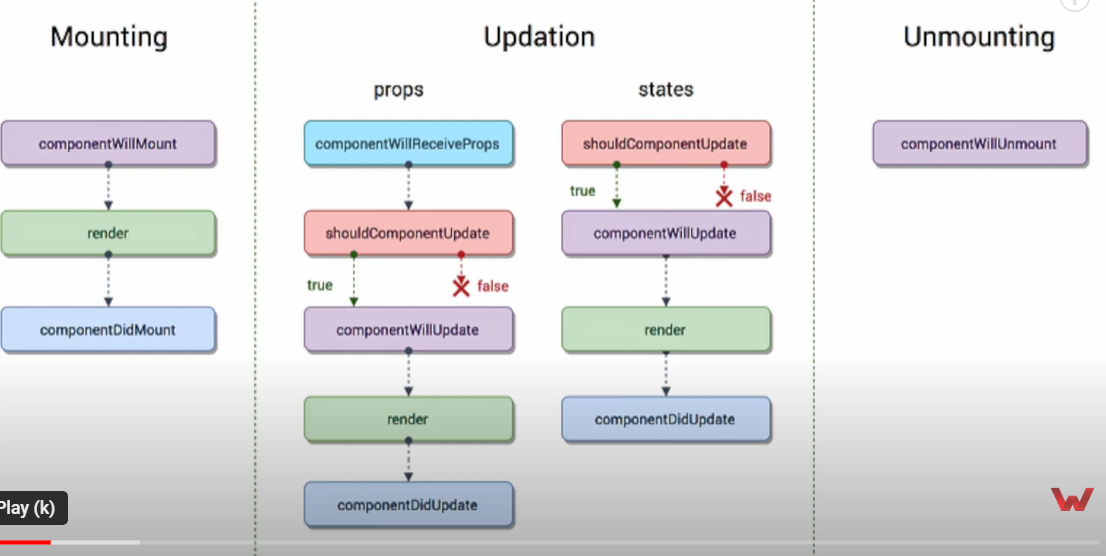 Mounting
Updation
Unmounting
props
states
componentWillMount
render
componentDidMount
componentWillReceiveProps
shouldComponentUpdate
true
false
componentWillUpdate
render
componentDidUpdate
shouldComponentUpdate
true
false
componentWillUpdate
render
componentDidUpdate
componentWillUnmount
Play (k)
W